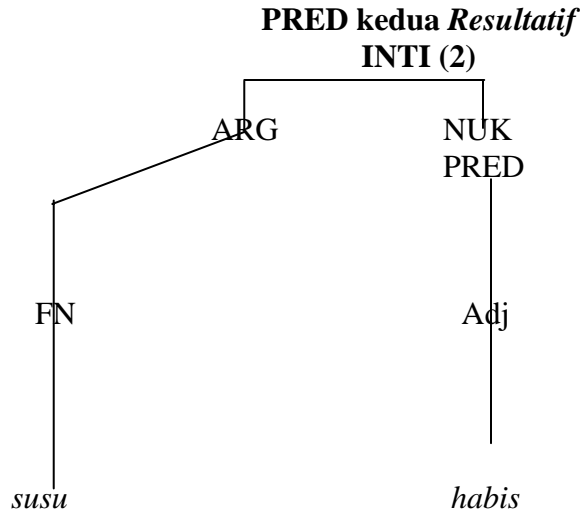 PRED kedua Resultatif
INTI (2)
ARG NUK
PRED
FN Adj
susu habis